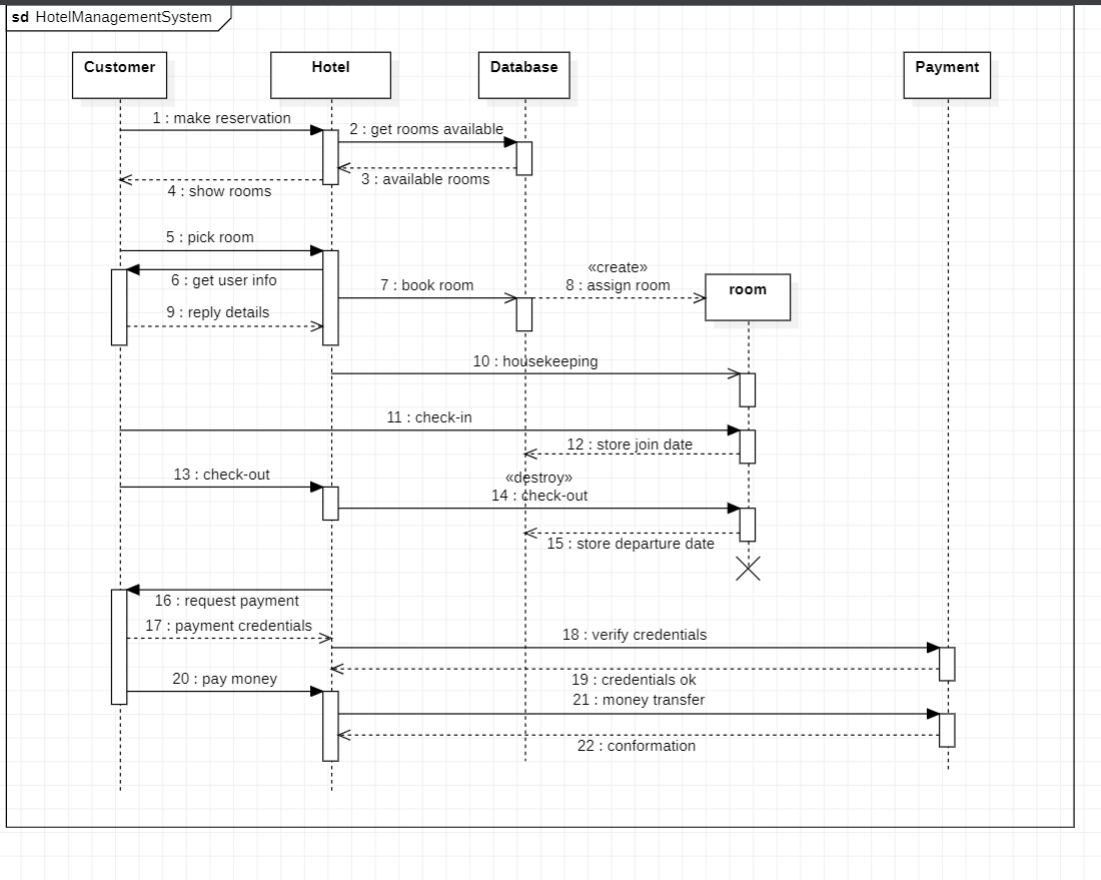 sd HotelManagementSystem
Customer
Hotel
Database
Payment
1 : make reservation
2 : get rooms available
3 : available rooms
4 : show rooms
5 : pick room
6 : get user info
7 : book room
«create»
8 : assign room
room
9 : reply details
10 : housekeeping
11 : check-in
12 : store join date
13 : check-out
«destroy»
14 : check-out
15 : store departure date
16 : request payment
17 : payment credentials
18 : verify credentials
19 : credentials ok
20 : pay money
21 : money transfer
22 : conformation